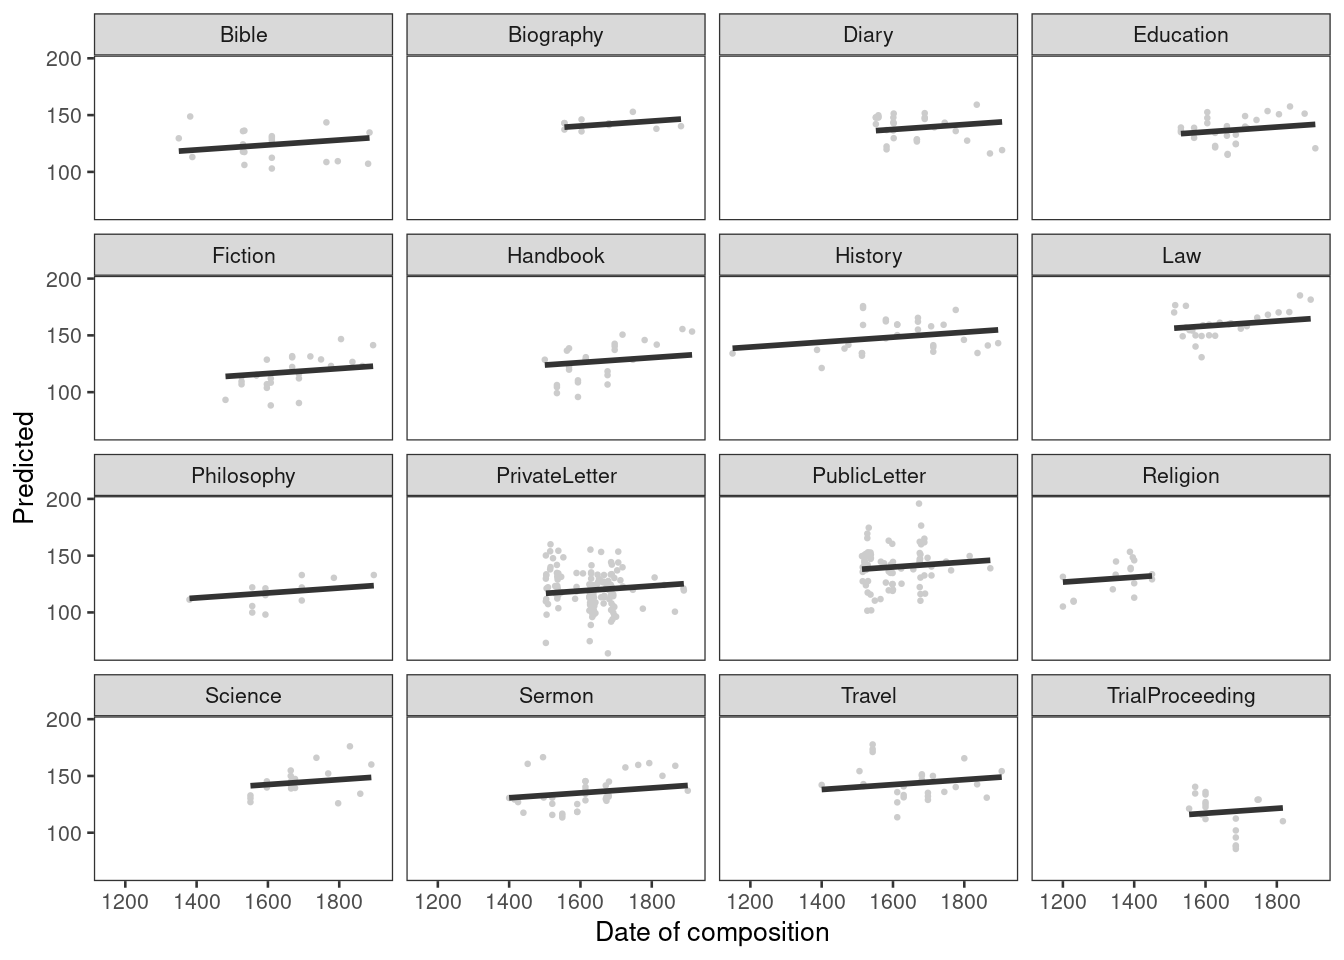 Bible Biography Diary Education
200
150
100
Fiction Handbook History Law
200
150
100
Philosophy PrivateLetter PublicLetter Religion
200
150
100
Science Sermon Travel TrialProceeding
200
150
100
1200 1400 1600 1800 1200 1400 1600 1800 1200 1400 1600 1800 1200 1400 1600 1800
Date of composition
Predicted